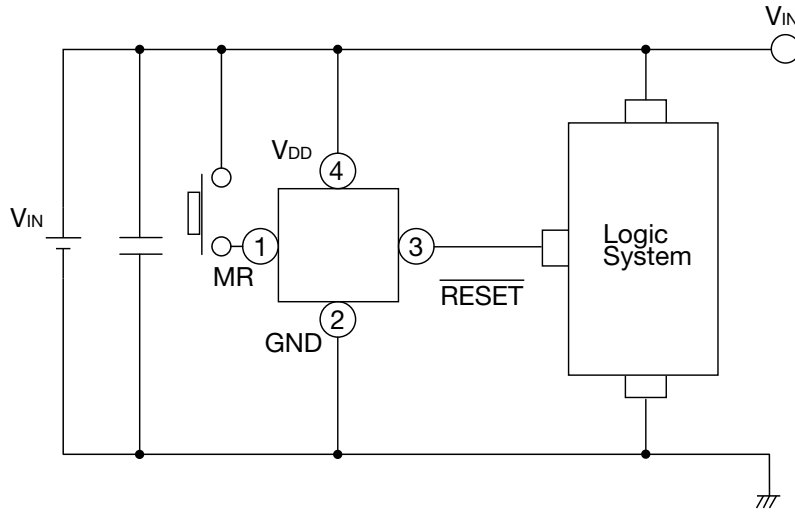 VIN
VDD
4
VIN
1
3
Logic
System
MR
RESET
2
GND